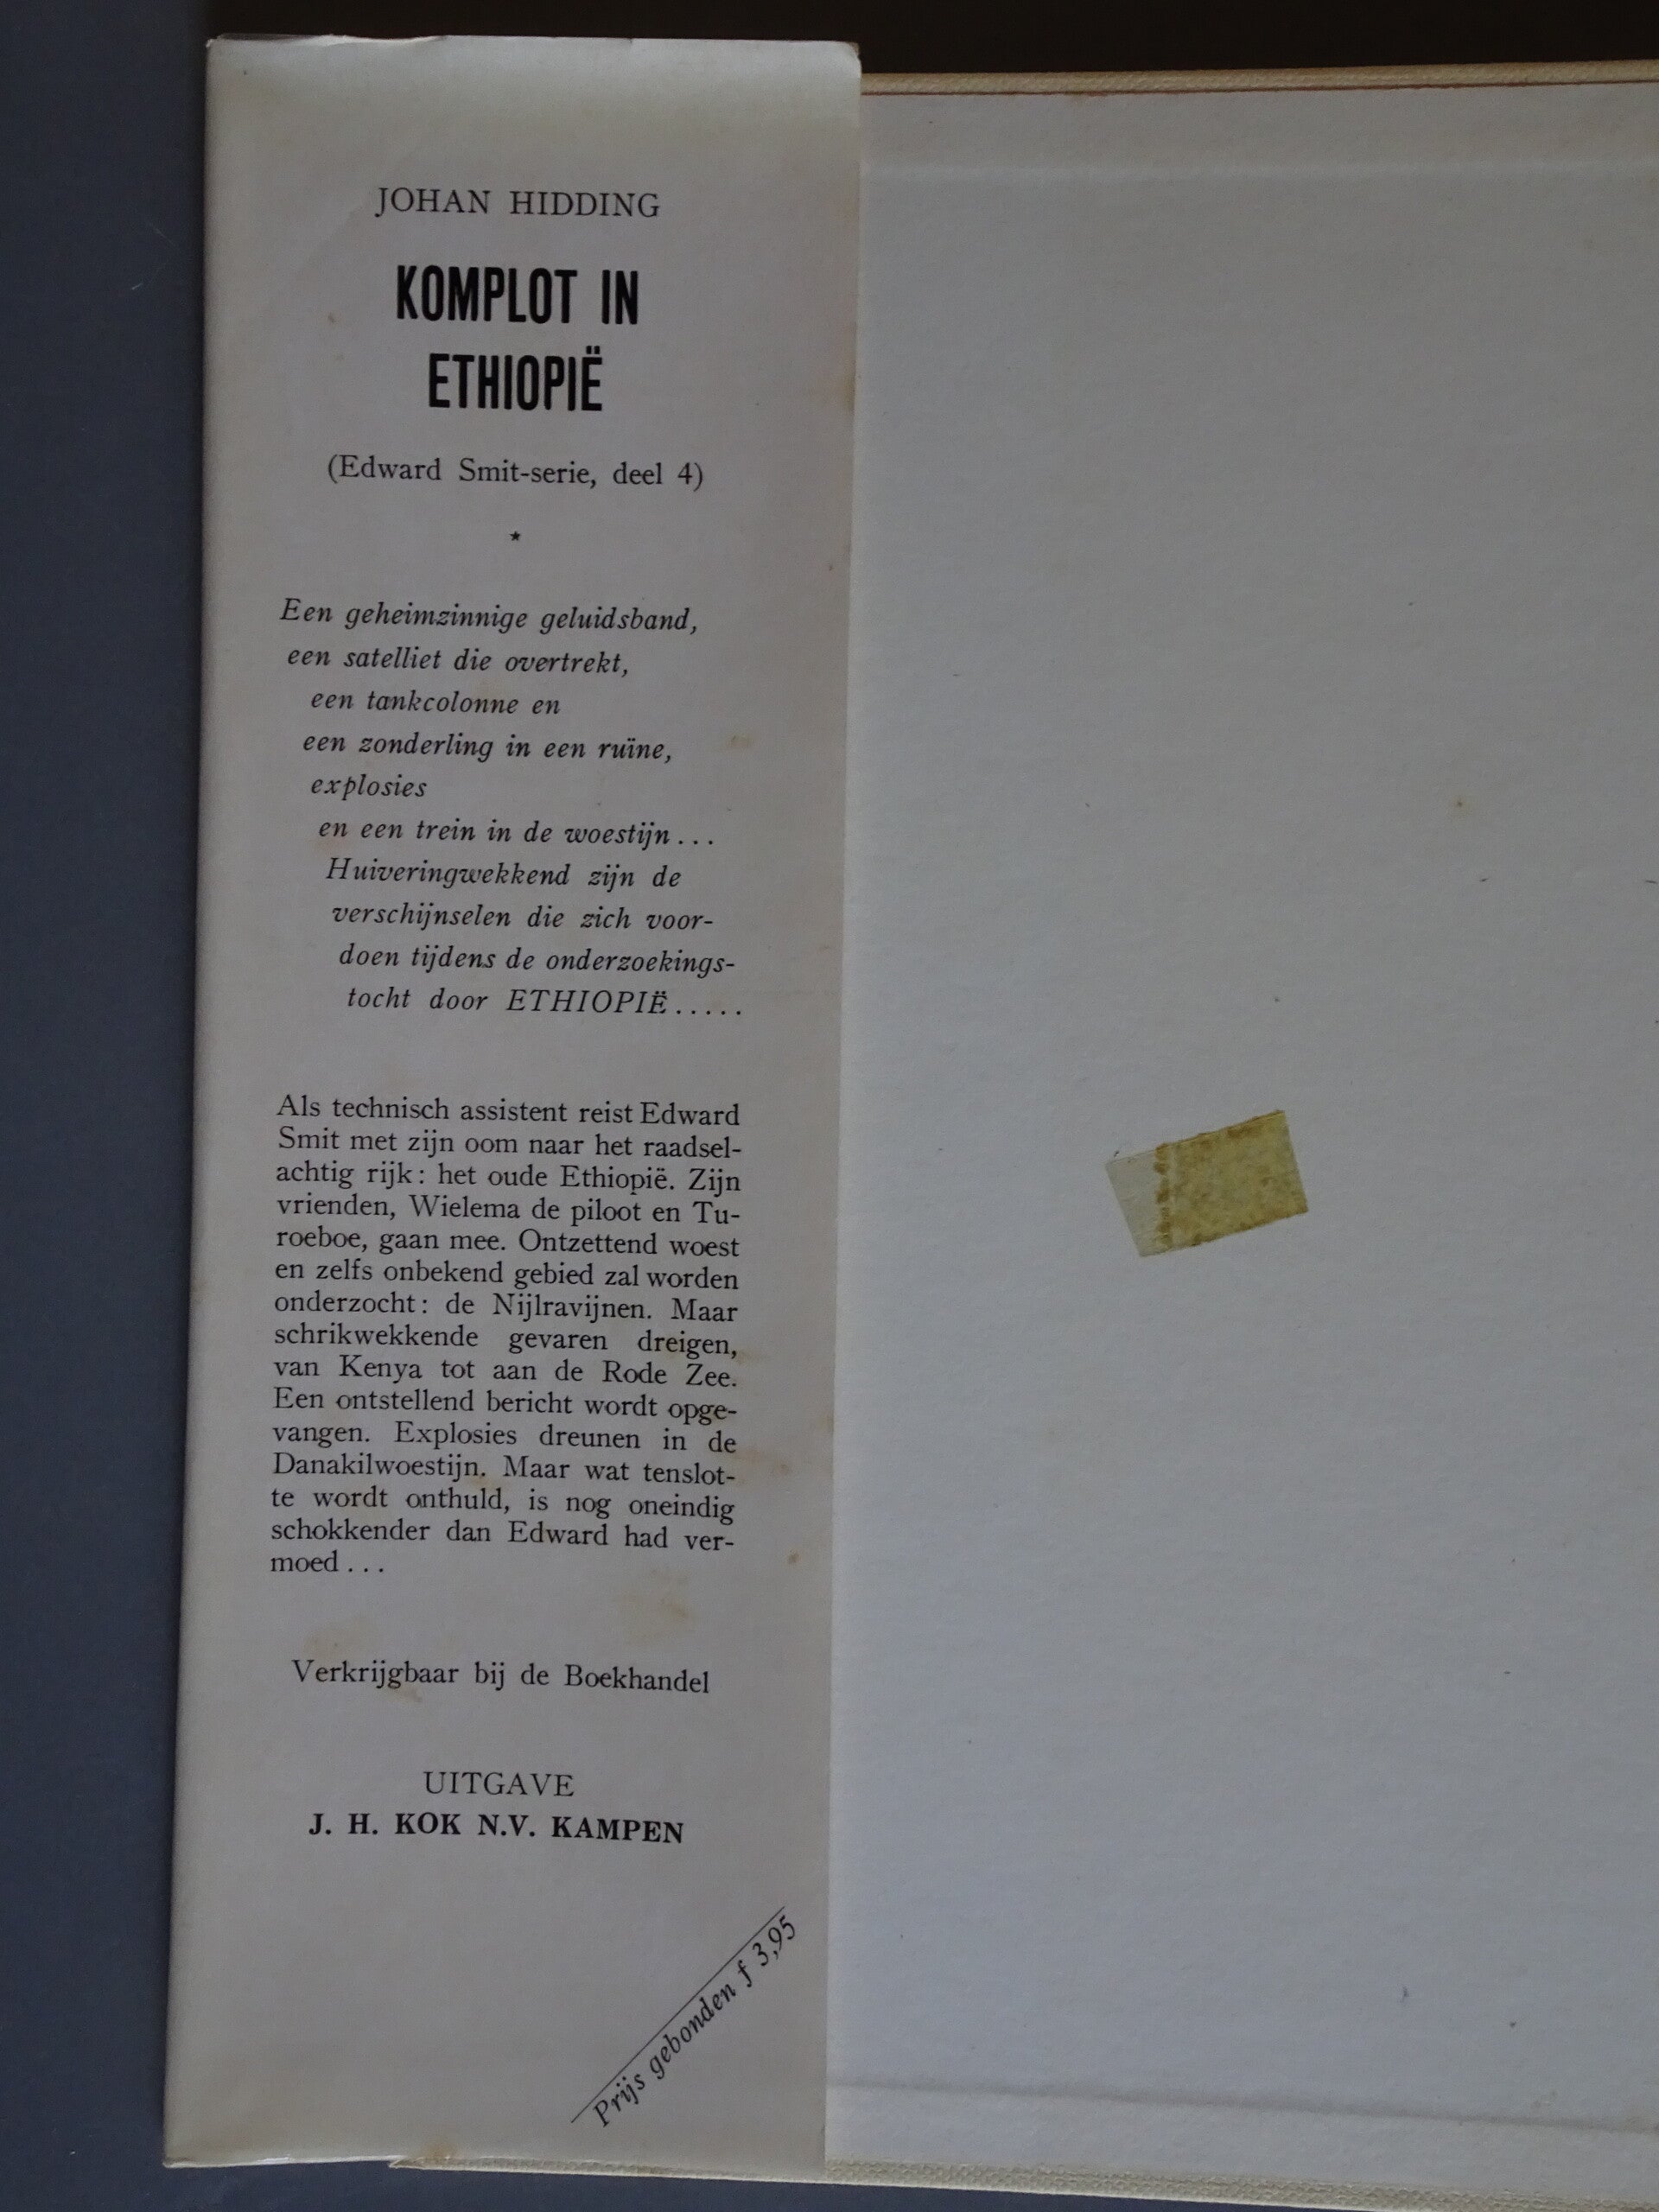 JOHAN HIDDING
KOMPLOT IN
ETHIOPIË
(Edward Smit-serie, deel 4)
★
Een geheimzinnige geluidsband,
een satelliet die overtrekt,
een tankcolonne en
een zonderling in een ruïne,
explosies
en een trein in de woestijn...
Huiveringwekkend zijn de
verschijnselen die zich voor-
doen tijdens de onderzoekings-
tocht door ETHIOPIË.....
Als technisch assistent reist Edward
Smit met zijn oom naar het raadsel-
achtig rijk: het oude Ethiopië. Zijn
vrienden, Wielema de piloot en Tu-
roeboe, gaan mee. Ontzettend woest
en zelfs onbekend gebied zal worden
onderzocht: de Nijlravijnen. Maar
schrikwekkende gevaren dreigen,
van Kenya tot aan de Rode Zee.
Een ontstellend bericht wordt opge-
vangen. Explosies dreunen in de
Danakilwoestijn. Maar wat tenslot-
te wordt onthuld, is nog oneindig
schokkender dan Edward had ver-
moed...
Verkrijgbaar bij de Boekhandel
UITGAVE
J. H. KOK N.V. KAMPEN
Prijs gebonden f 3,95